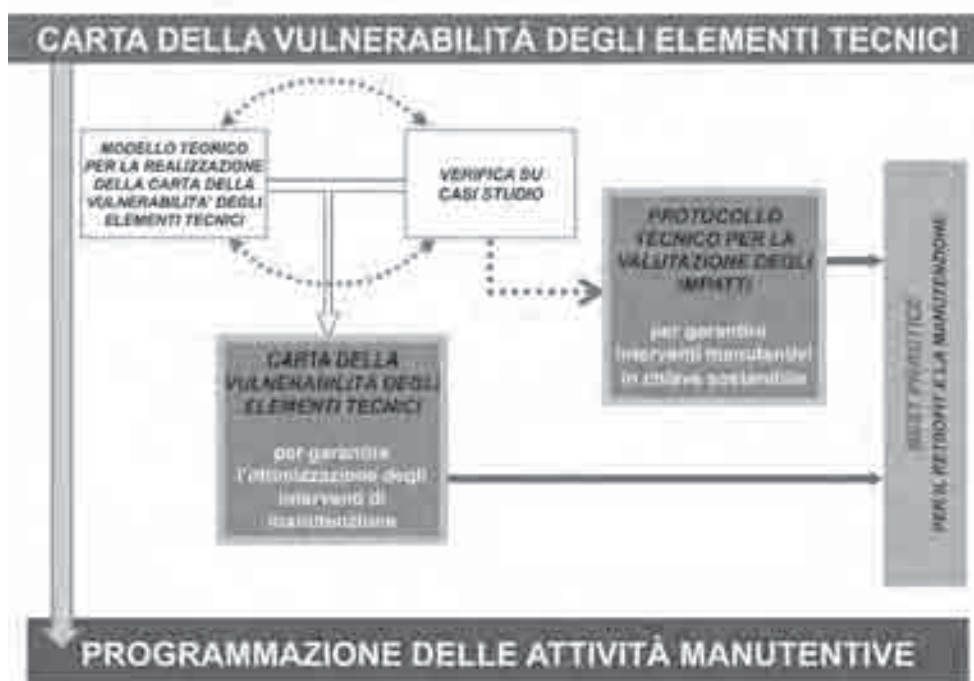 CARTA DELLA VULNERABILITÀ DEGLI ELEMENTI TECNICI
MODELLO TEORICO
PER LA REALIZZAZIONE
DELLA CARTA DELLA
VULNERABILITA' DEGLI
ELEMENTI TECNICI
VERIFICA SU
CASI STUDIO
PROTOCOLLO
TECNICO PER LA
VALUTAZIONE DEGLI
IMPATTI
per garantire
interventi manutentivi
in chiave sostenibile
CARTA DELLA
VULNERABILITÀ DEGLI
ELEMENTI TECNICI
per garantire
l'ottimizzazione degli
interventi di
manutenzione
BEST PRACTICE
PER IL RETROFIT E LA MANUTENZIONE
PROGRAMMAZIONE DELLE ATTIVITÀ MANUTENTIVE